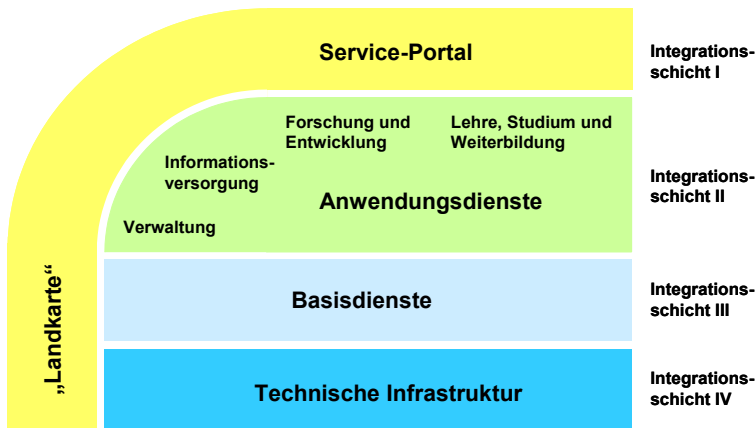 Service-Portal
Integrations-
schicht I
Forschung und
Entwicklung
Lehre, Studium und
Weiterbildung
Informations-
versorgung
Anwendungsdienste
Verwaltung
Integrations-
schicht II
„Landkarte“
Basisdienste
Integrations-
schicht III
Technische Infrastruktur
Integrations-
schicht IV